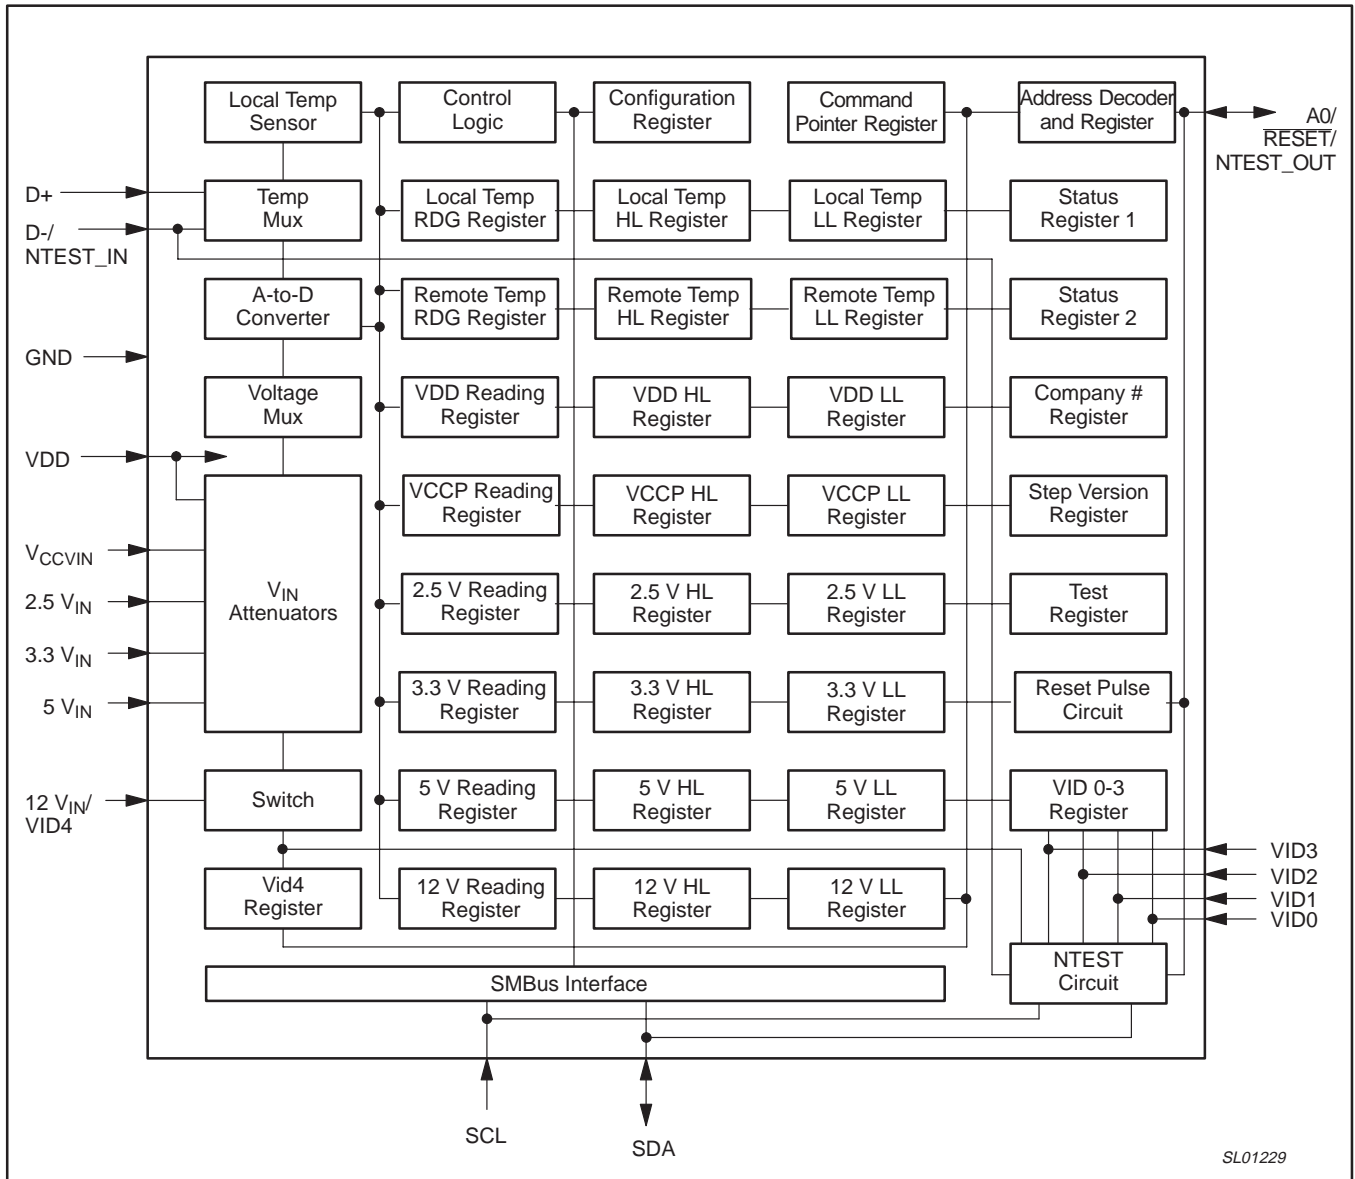 Local Temp
Sensor
Control
Logic
Configuration
Register
Command
Pointer Register
Address Decoder
and Register
A0/
RESET/
NTEST_OUT
D+
D-/
NTEST_IN
Temp
Mux
Local Temp
RDG Register
Local Temp
HL Register
Local Temp
LL Register
Status
Register 1
A-to-D
Converter
Remote Temp
RDG Register
Remote Temp
HL Register
Remote Temp
LL Register
Status
Register 2
GND
Voltage
Mux
VDD Reading
Register
VDD HL
Register
VDD LL
Register
Company #
Register
VDD
VCCP Reading
Register
VCCP HL
Register
VCCP LL
Register
Step Version
Register
VCCVIN
2.5 VIN
3.3 VIN
5 VIN
VIN
Attenuators
2.5 V Reading
Register
2.5 V HL
Register
2.5 V LL
Register
Test
Register
3.3 V Reading
Register
3.3 V HL
Register
3.3 V LL
Register
Reset Pulse
Circuit
12 VIN/
VID4
Switch
5 V Reading
Register
5 V HL
Register
5 V LL
Register
VID 0-3
Register
VID3
VID2
VID1
VID0
Vid4
Register
12 V Reading
Register
12 V HL
Register
12 V LL
Register
NTEST
Circuit
SMBus Interface
SCL
SDA
SL01229